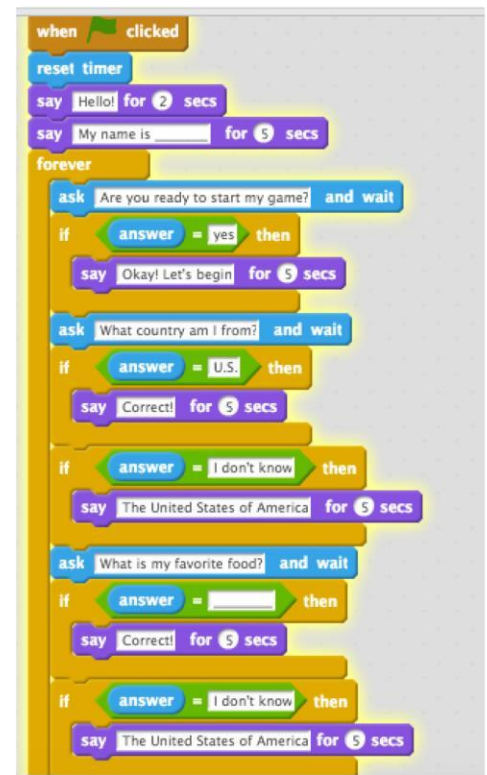 when clicked
reset timer
say Hello! for 2 secs
say My name is _______ for 5 secs
forever
ask Are you ready to start my game? and wait
if answer = yes then
say Okay! Let's begin for 5 secs
ask What country am I from? and wait
if answer = U.S. then
say Correct! for 5 secs
if answer = I don't know then
say The United States of America for 5 secs
ask What is my favorite food? and wait
if answer = ________ then
say Correct! for 5 secs
if answer = I don't know then
say The United States of America for 5 secs